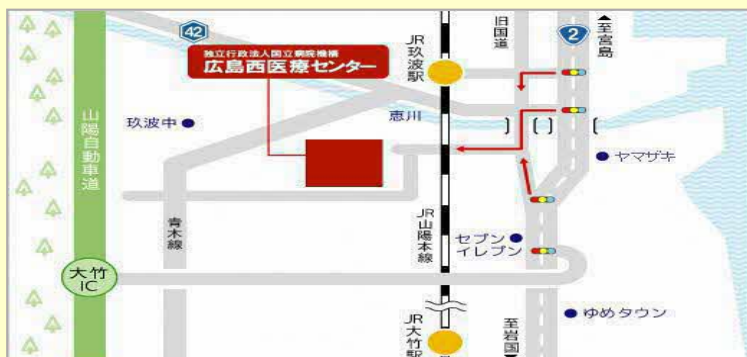 42
独立行政法人国立病院機構
広島西医療センター
JR
玖波駅
旧国道
2
▲至宮島
玖波中
恵川
ヤマザキ
山陽自動車道
青木線
JR山陽本線
セブン
イレブン
大竹
IC
JR
大竹駅
至岩国▼
ゆめタウン